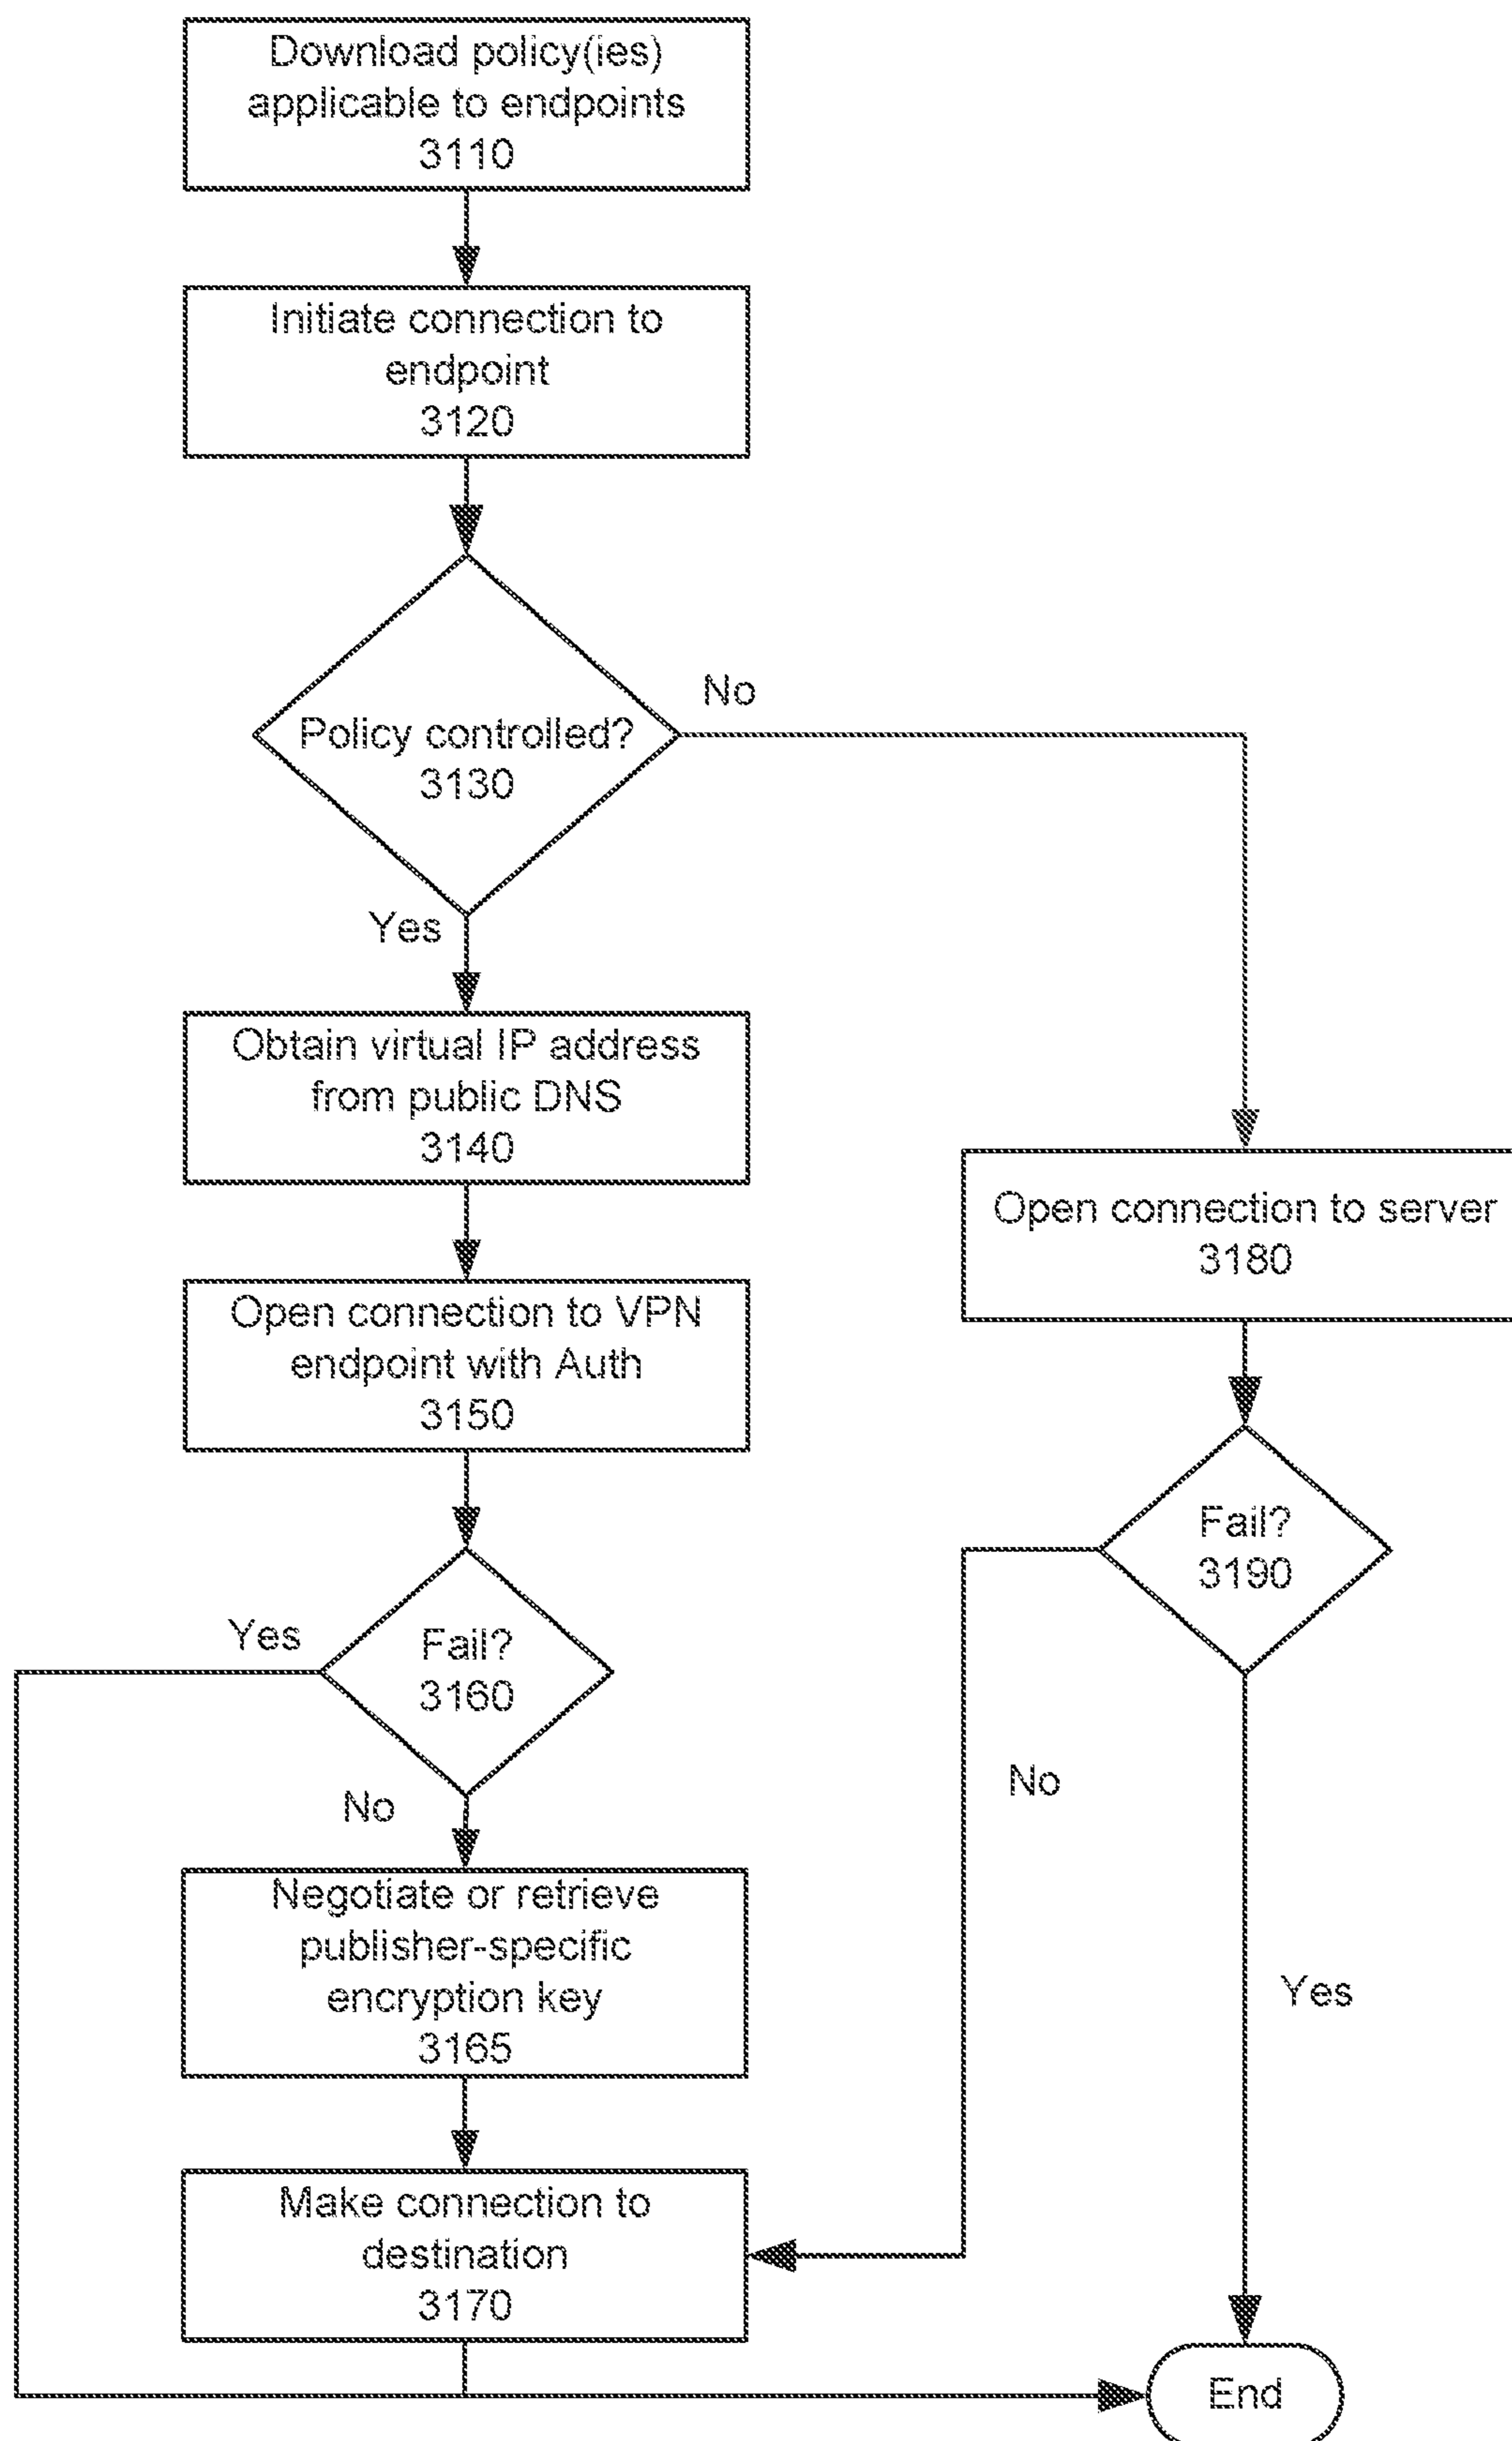 Download policy(ies)
applicable to endpoints
3110
Initiate connection to
endpoint
3120
Policy controlled?
3130
No
Yes
Obtain virtual IP address
from public DNS
3140
Open connection to VPN
endpoint with Auth
3150
Open connection to server
3180
Fail?
3190
Yes
Fail?
3160
No
No
Yes
Negotiate or retrieve
publisher-specific
encryption key
3165
Make connection to
destination
3170
End